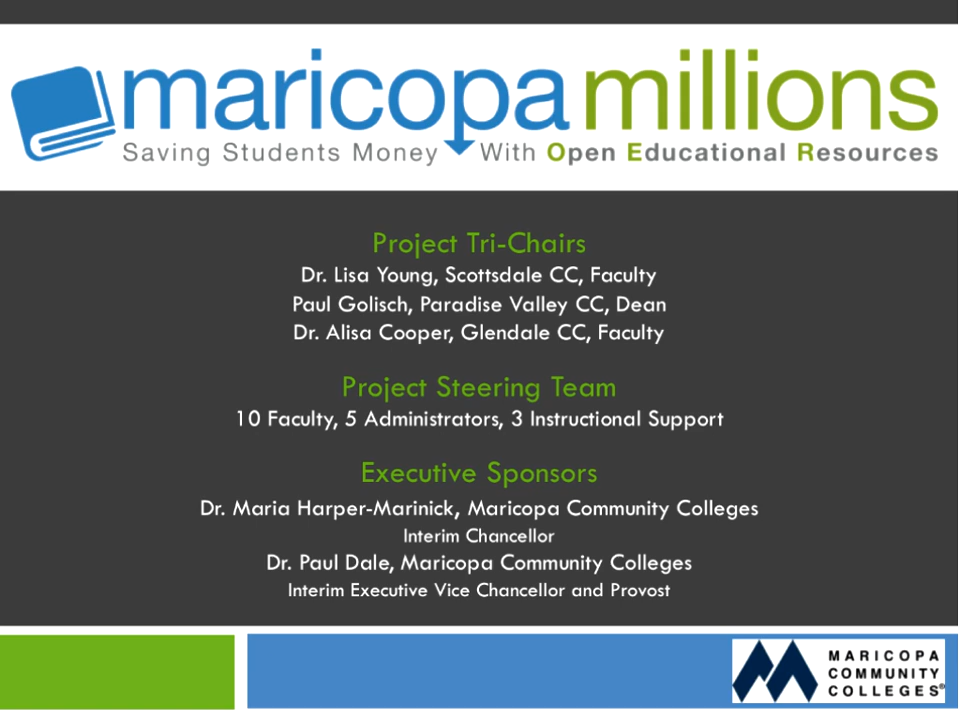 maricopa millions
Saving Students Money With Open Educational Resources
Project Tri-Chairs
Dr. Lisa Young, Scottsdale CC, Faculty
Paul Golisch, Paradise Valley CC, Dean
Dr. Alisa Cooper, Glendale CC, Faculty
Project Steering Team
10 Faculty, 5 Administrators, 3 Instructional Support
Executive Sponsors
Dr. Maria Harper-Marinick, Maricopa Community Colleges
Interim Chancellor
Dr. Paul Dale, Maricopa Community Colleges
Interim Executive Vice Chancellor and Provost
MARICOPA
COMMUNITY
COLLEGES®